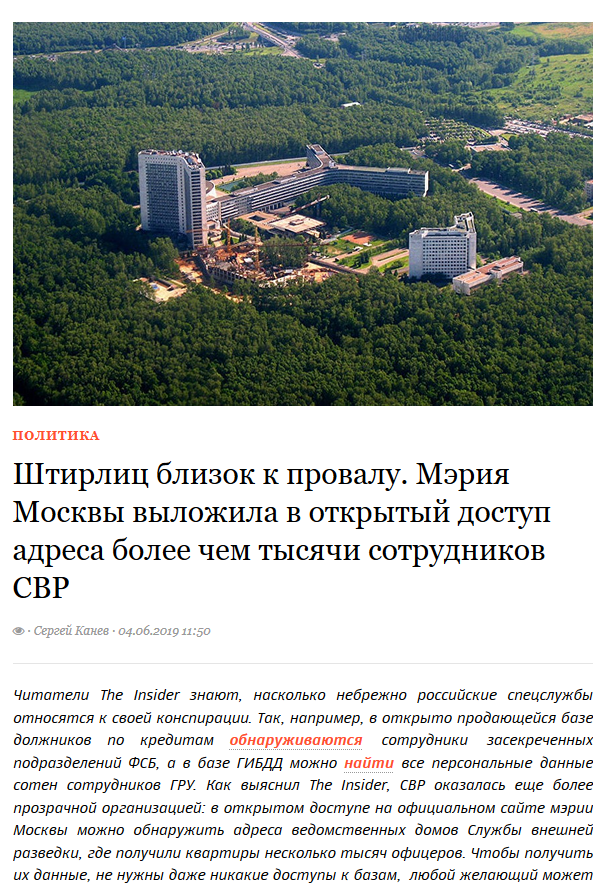 ПОЛИТИКА
Штирлиц близок к провалу. Мэрия
Москвы выложила в открытый доступ
адреса более чем тысячи сотрудников
СВР
· Сергей Канев · 04.06.2019 11:50
Читатели The Insider знают, насколько небрежно российские спецслужбы
относятся к своей конспирации. Так, например, в открыто продающейся базе
должников по кредитам обнаруживаются сотрудники засекреченных
подразделений ФСБ, а в базе ГИБДД можно найти все персональные данные
сотен сотрудников ГРУ. Как выяснил The Insider, СВР оказалась еще более
прозрачной организацией: в открытом доступе на официальном сайте мэрии
Москвы можно обнаружить адреса ведомственных домов Службы внешней
разведки, где получили квартиры несколько тысяч офицеров. Чтобы получить
их данные, не нужны даже никакие доступы к базам, любой желающий может